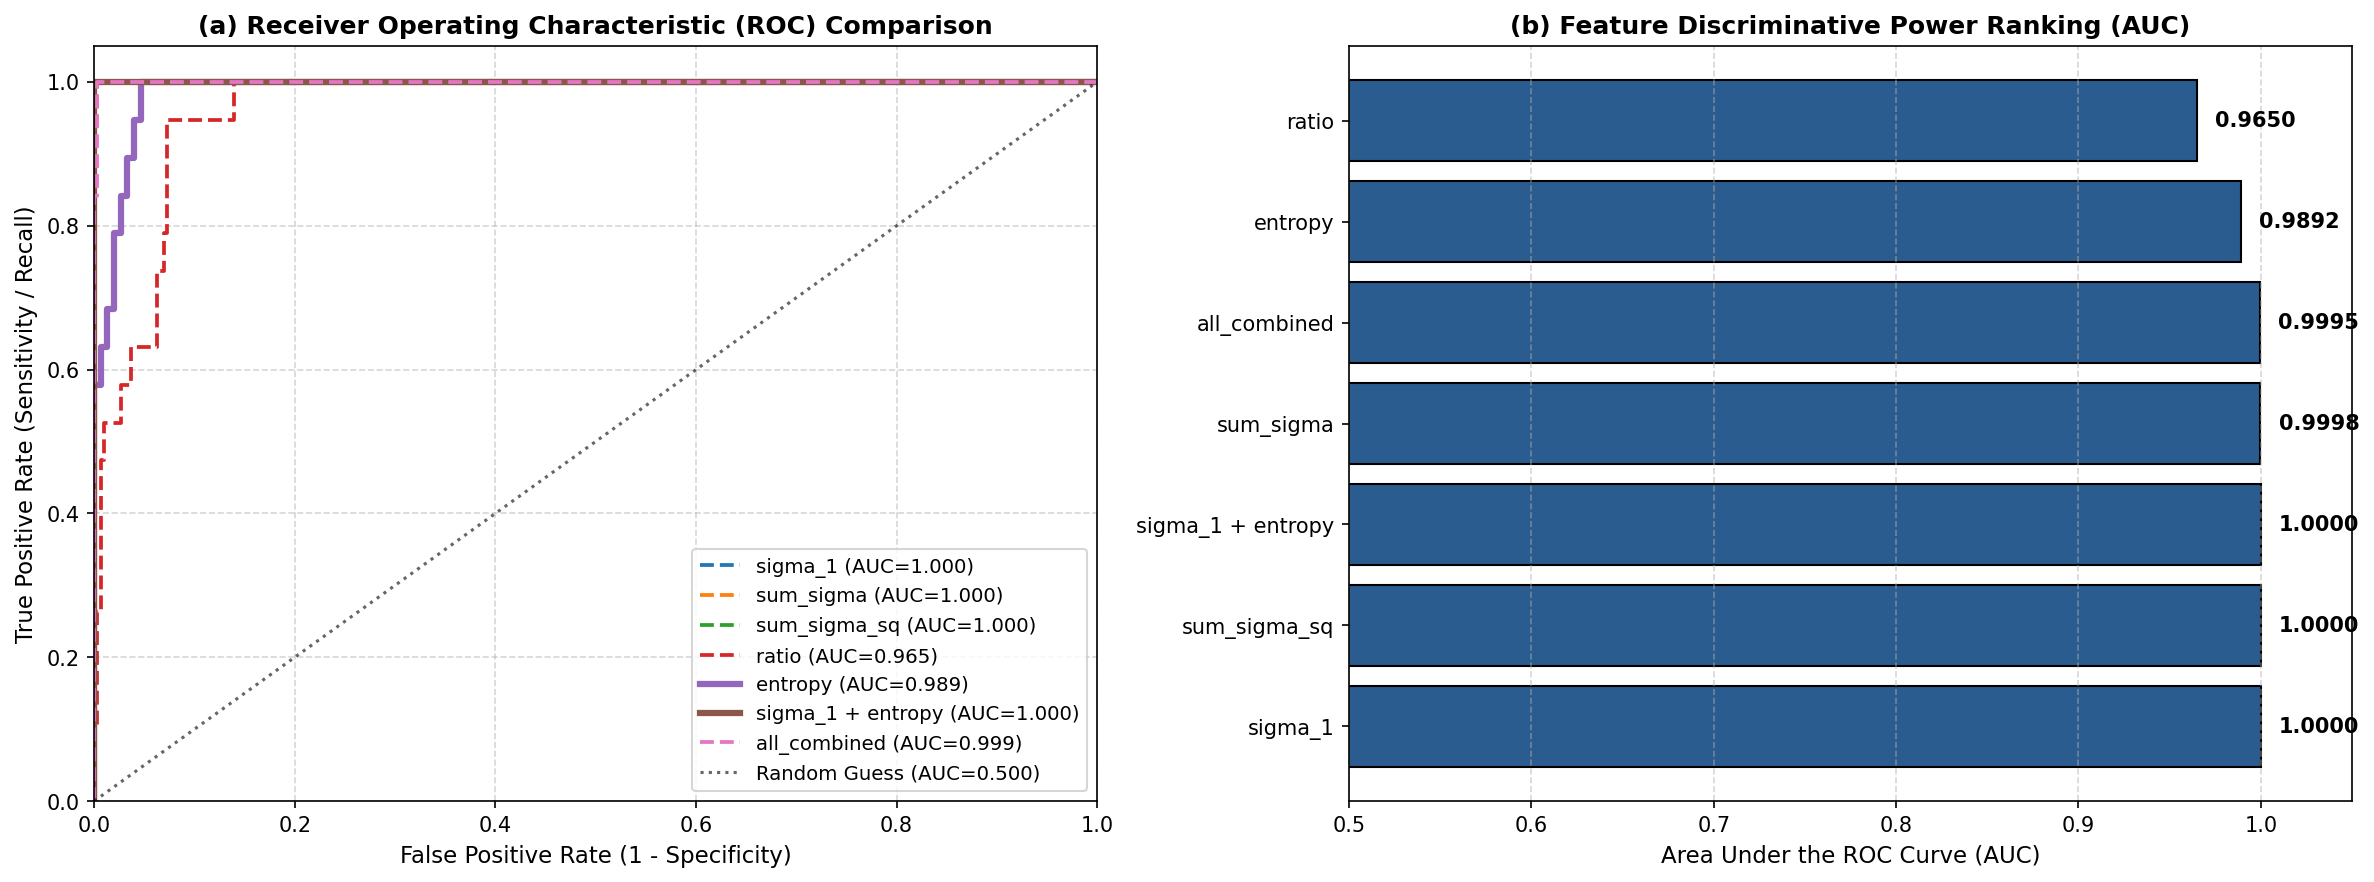 (a) Receiver Operating Characteristic (ROC) Comparison
True Positive Rate (Sensitivity / Recall)
1.0
0.8
0.6
0.4
0.2
0.0
0.0 0.2 0.4 0.6 0.8 1.0
False Positive Rate (1 - Specificity)
sigma_1 (AUC=1.000)
sum_sigma (AUC=1.000)
sum_sigma_sq (AUC=1.000)
ratio (AUC=0.965)
entropy (AUC=0.989)
sigma_1 + entropy (AUC=1.000)
all_combined (AUC=0.999)
Random Guess (AUC=0.500)
(b) Feature Discriminative Power Ranking (AUC)
ratio 0.9650
entropy 0.9892
all_combined 0.9995
sum_sigma 0.9998
sigma_1 + entropy 1.0000
sum_sigma_sq 1.0000
sigma_1 1.0000
0.5 0.6 0.7 0.8 0.9 1.0
Area Under the ROC Curve (AUC)